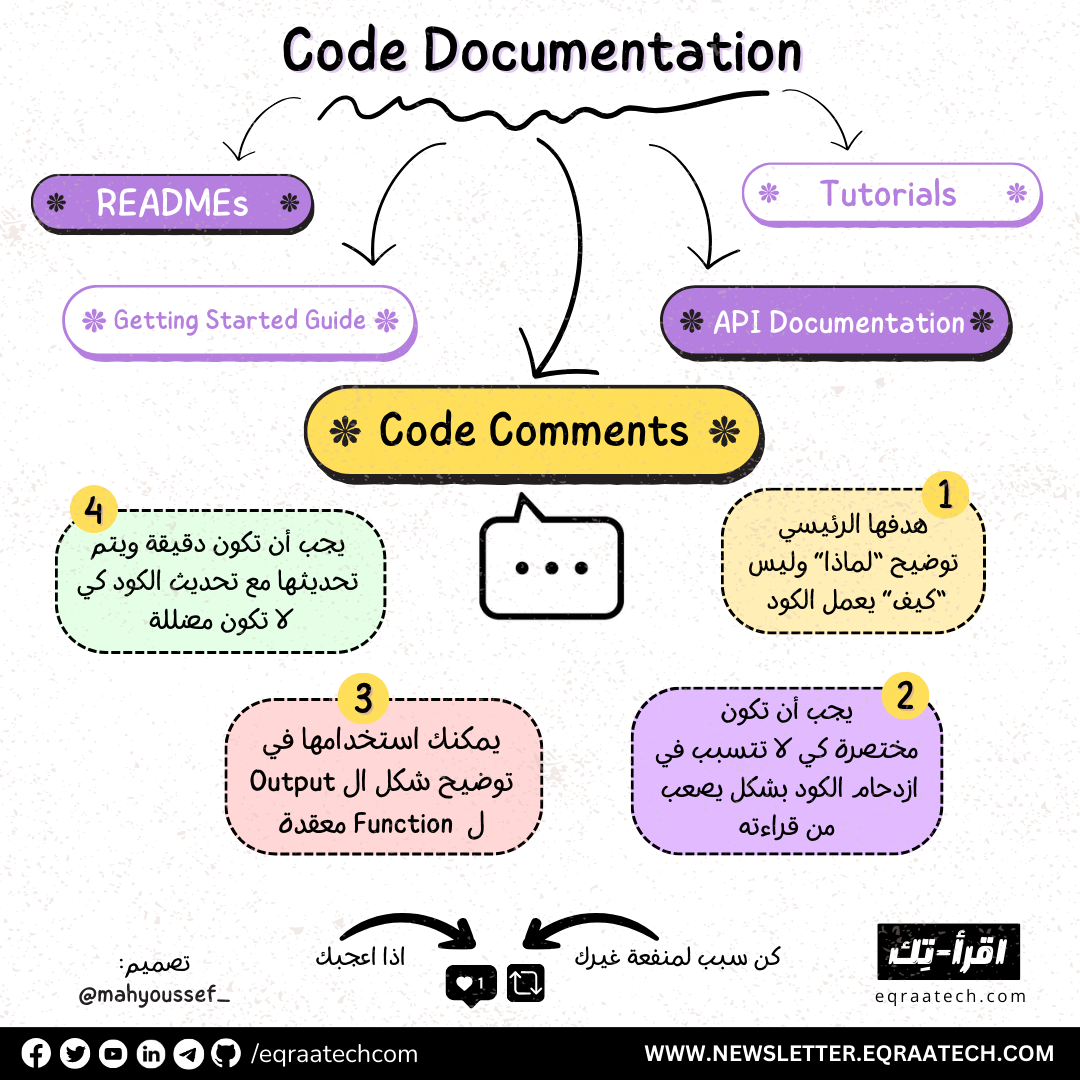 Code Documentation
READMEs
Tutorials
Getting Started Guide
API Documentation
Code Comments
1
هدفها الرئيسي
توضيح "لماذا" وليس
"كيف" يعمل الكود
2
يجب أن تكون
مختصرة كي لا تتسبب في
ازدحام الكود بشكل يصعب
من قراءته
3
يمكنك استخدامها في
توضيح شكل ال Output
ل Function معقدة
4
يجب أن تكون دقيقة ويتم
تحديثها مع تحديث الكود كي
لا تكون مضللة
كن سبب لمنفعة غيرك
اذا اعجبك
1
تصميم:
@mahyoussef_
اقرأ-تِك
eqraatech.com
/eqraatechcom
WWW.NEWSLETTER.EQRAATECH.COM